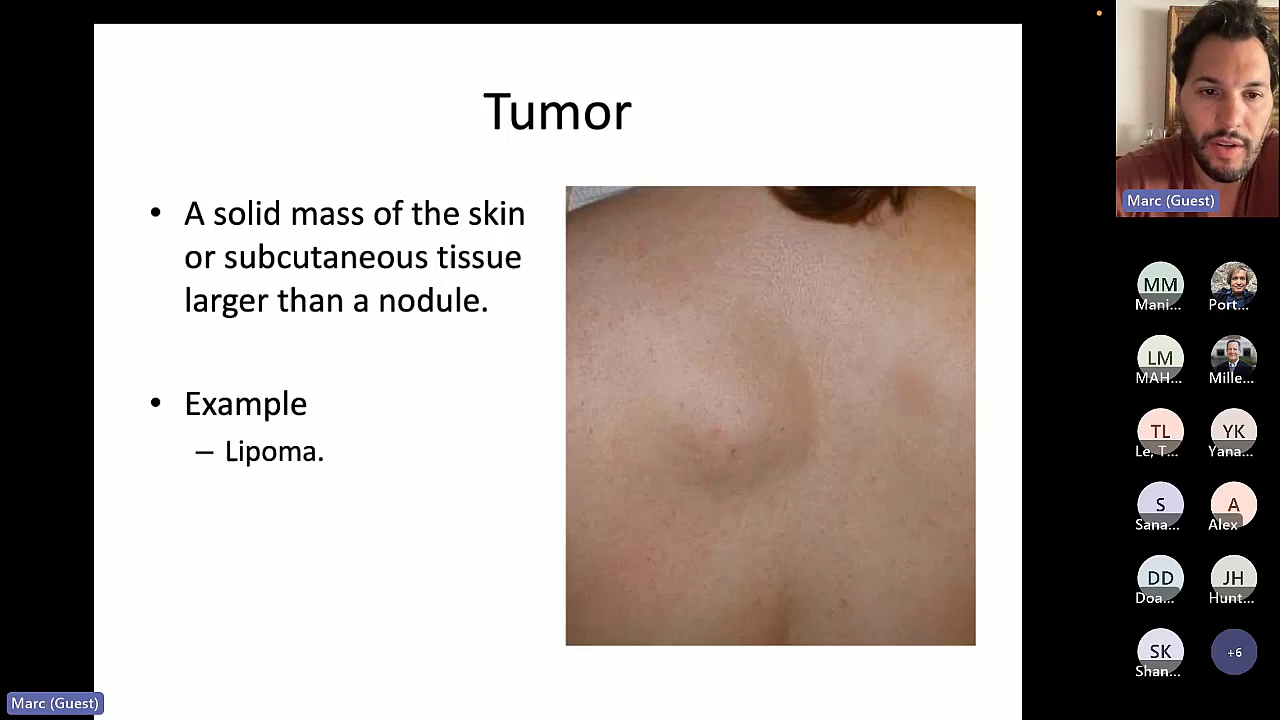 Tumor
• A solid mass of the skin
or subcutaneous tissue
larger than a nodule.
• Example
– Lipoma.
Marc (Guest)
MM
Mani...
Port...
LM
MAH...
Mille...
TL
Le, T...
YK
Yana...
S
Sana...
A
Alex
DD
Doa...
JH
Hunt...
SK
Shan...
+6
Marc (Guest)